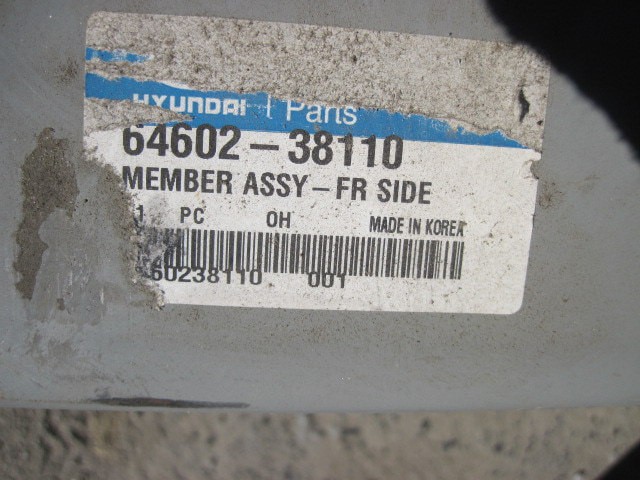 HYUNDAI Parts
64602-38110
MEMBER ASSY-FR SIDE
1 PC OH MADE IN KOREA
60238110 001